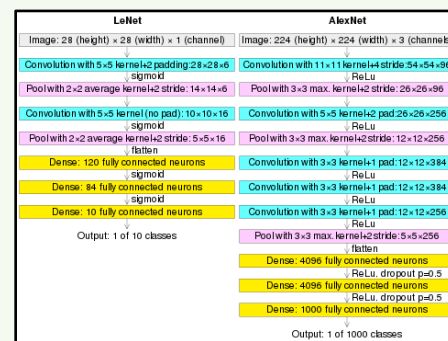 LeNet
Image: 28 (height) × 28 (width) × 1 (channel)
Convolution with 5×5 kernel+2 padding:28×28×6
sigmoid
Pool with 2×2 average kernel+2 stride: 14×14×6
Convolution with 5×5 kernel (no pad):10×10×16
sigmoid
Pool with 2×2 average kernel+2 stride: 5×5×16
flatten
Dense: 120 fully connected neurons
sigmoid
Dense: 84 fully connected neurons
sigmoid
Dense: 10 fully connected neurons
Output: 1 of 10 classes
AlexNet
Image: 224 (height) × 224 (width) × 3 (channels)
Convolution with 11×11 kernel+4 stride:54×54×96
ReLu
Pool with 3×3 max. kernel+2 stride: 26×26×96
Convolution with 5×5 kernel+2 pad:26×26×256
ReLu
Pool with 3×3 max. kernel+2 stride: 12×12×256
Convolution with 3×3 kernel+1 pad:12×12×384
ReLu
Convolution with 3×3 kernel+1 pad:12×12×384
ReLu
Convolution with 3×3 kernel+1 pad:12×12×256
ReLu
Pool with 3×3 max. kernel+2 stride: 5×5×256
flatten
Dense: 4096 fully connected neurons
ReLu. dropout p=0.5
Dense: 4096 fully connected neurons
ReLu. dropout p=0.5
Dense: 1000 fully connected neurons
Output: 1 of 1000 classes